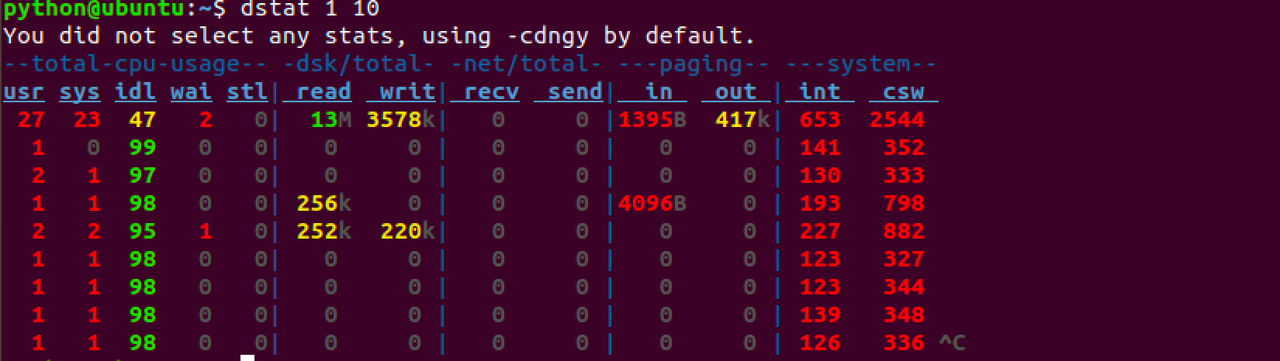 python@ubuntu:~$ dstat 1 10
You did not select any stats, using -cdngy by default.
--total-cpu-usage-- -dsk/total- -net/total- ---paging-- ---system--
usr sys idl wai stl| read  writ| recv  send|  in   out | int   csw
 27  23  47   2   0|  13M 3578k|   0     0 |1395B  417k| 653  2544
  1   0  99   0   0|   0     0 |   0     0 |   0     0 | 141   352
  2   1  97   0   0|   0     0 |   0     0 |   0     0 | 130   333
  1   1  98   0   0| 256k    0 |   0     0 |4096B    0 | 193   798
  2   2  95   1   0| 252k  220k|   0     0 |   0     0 | 227   882
  1   1  98   0   0|   0     0 |   0     0 |   0     0 | 123   327
  1   1  98   0   0|   0     0 |   0     0 |   0     0 | 123   344
  1   1  98   0   0|   0     0 |   0     0 |   0     0 | 139   348
  1   1  98   0   0|   0     0 |   0     0 |   0     0 | 126   336 ^C